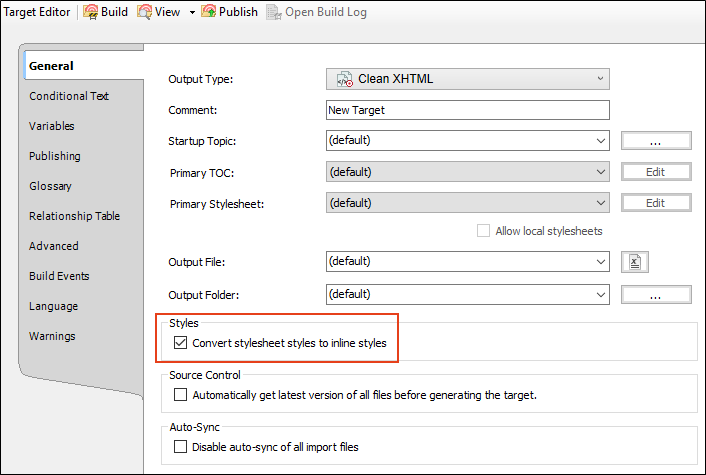 Target Editor Build View Publish Open Build Log
General
Conditional Text
Variables
Publishing
Glossary
Relationship Table
Advanced
Build Events
Language
Warnings
Output Type: Clean XHTML
Comment: New Target
Startup Topic: (default) ...
Primary TOC: (default) Edit
Primary Stylesheet: (default) Edit
Allow local stylesheets
Output File: (default)
Output Folder: (default) ...
Styles
Convert stylesheet styles to inline styles
Source Control
Automatically get latest version of all files before generating the target.
Auto-Sync
Disable auto-sync of all import files